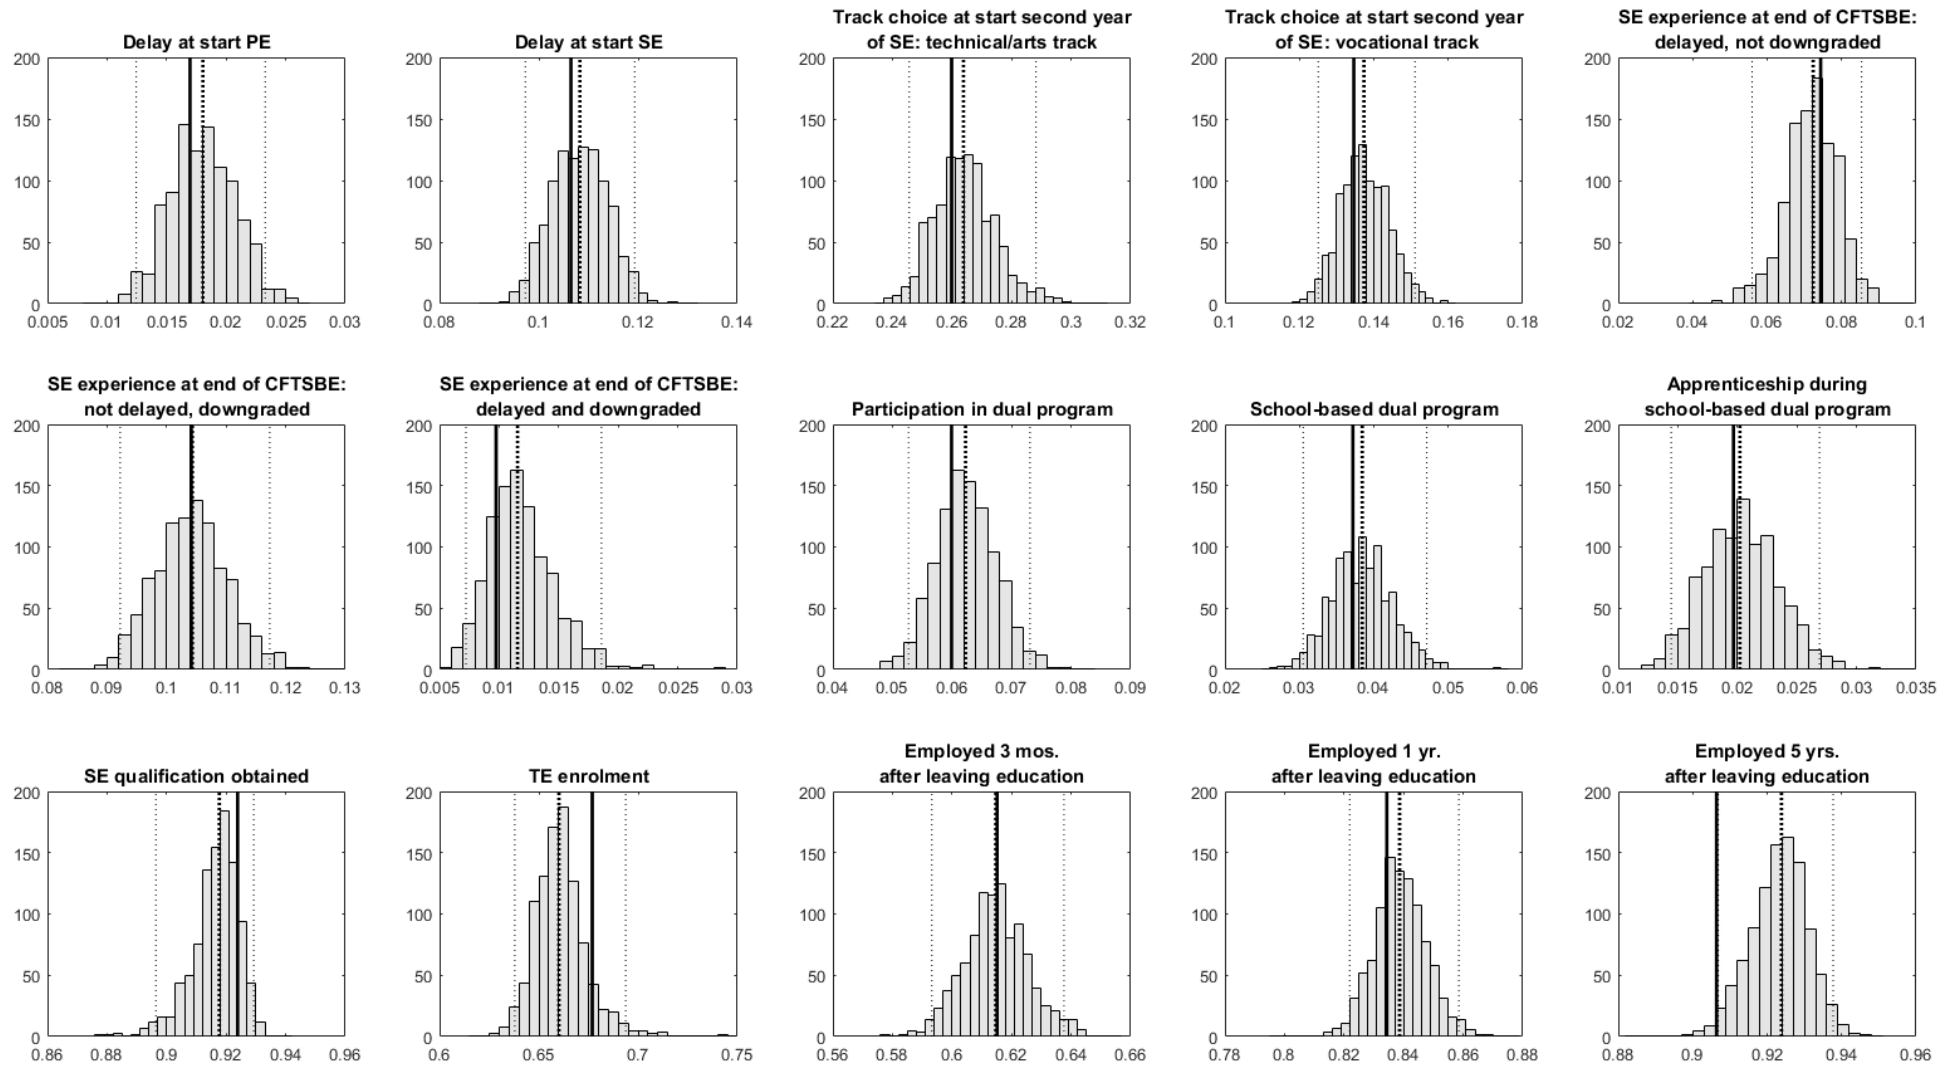 Delay at start PE
200
150
100
50
0
0.005 0.01 0.015 0.02 0.025 0.03
Delay at start SE
200
150
100
50
0
0.08 0.1 0.12 0.14
Track choice at start second year
of SE: technical/arts track
200
150
100
50
0
0.22 0.24 0.26 0.28 0.3 0.32
Track choice at start second year
of SE: vocational track
200
150
100
50
0
0.1 0.12 0.14 0.16 0.18
SE experience at end of CFTSBE:
delayed, not downgraded
200
150
100
50
0
0.02 0.04 0.06 0.08 0.1
SE experience at end of CFTSBE:
not delayed, downgraded
200
150
100
50
0
0.08 0.09 0.1 0.11 0.12 0.13
SE experience at end of CFTSBE:
delayed and downgraded
200
150
100
50
0
0.005 0.01 0.015 0.02 0.025 0.03
Participation in dual program
200
150
100
50
0
0.04 0.05 0.06 0.07 0.08 0.09
School-based dual program
200
150
100
50
0
0.02 0.03 0.04 0.05 0.06
Apprenticeship during
school-based dual program
200
150
100
50
0
0.01 0.015 0.02 0.025 0.03 0.035
SE qualification obtained
200
150
100
50
0
0.86 0.88 0.9 0.92 0.94 0.96
TE enrolment
200
150
100
50
0
0.6 0.65 0.7 0.75
Employed 3 mos.
after leaving education
200
150
100
50
0
0.56 0.58 0.6 0.62 0.64 0.66
Employed 1 yr.
after leaving education
200
150
100
50
0
0.78 0.8 0.82 0.84 0.86 0.88
Employed 5 yrs.
after leaving education
200
150
100
50
0
0.88 0.9 0.92 0.94 0.96